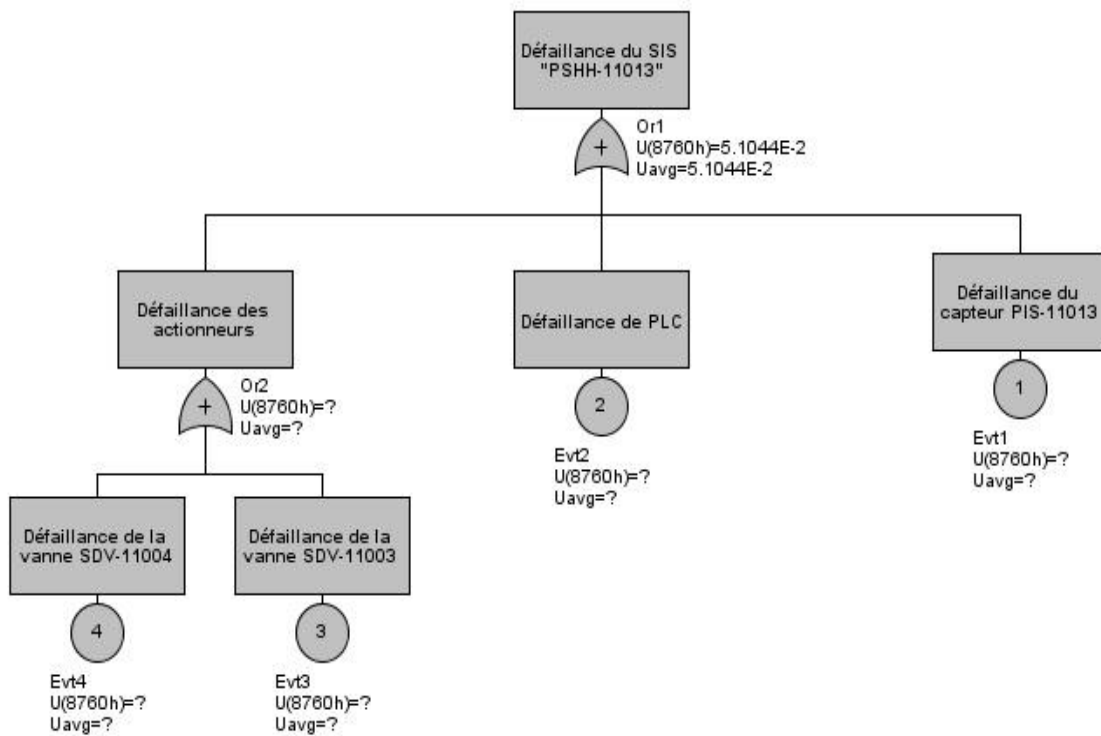 Défaillance du SIS
"PSHH-11013"
Or1
U(8760h)=5.1044E-2
Uavg=5.1044E-2
+
Défaillance des
actionneurs
Défaillance de PLC
Défaillance du
capteur PIS-11013
Or2
U(8760h)=?
Uavg=?
+
2
1
Evt2
U(8760h)=?
Uavg=?
Evt1
U(8760h)=?
Uavg=?
Défaillance de la
vanne SDV-11004
Défaillance de la
vanne SDV-11003
4
3
Evt4
U(8760h)=?
Uavg=?
Evt3
U(8760h)=?
Uavg=?